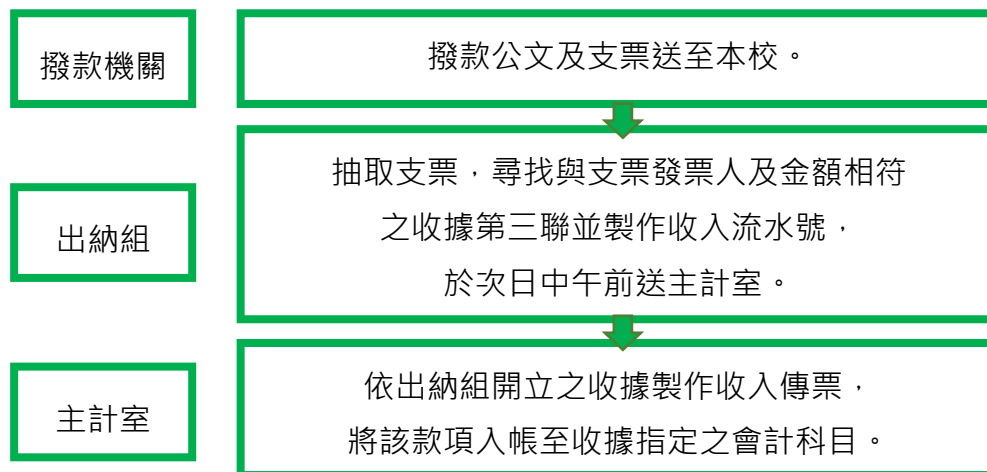 撥款機關
撥款公文及支票送至本校。
出納組
抽取支票，尋找與支票發票人及金額相符
之收據第三聯並製作收入流水號，
於次日中午前送主計室。
主計室
依出納組開立之收據製作收入傳票，
將該款項入帳至收據指定之會計科目。